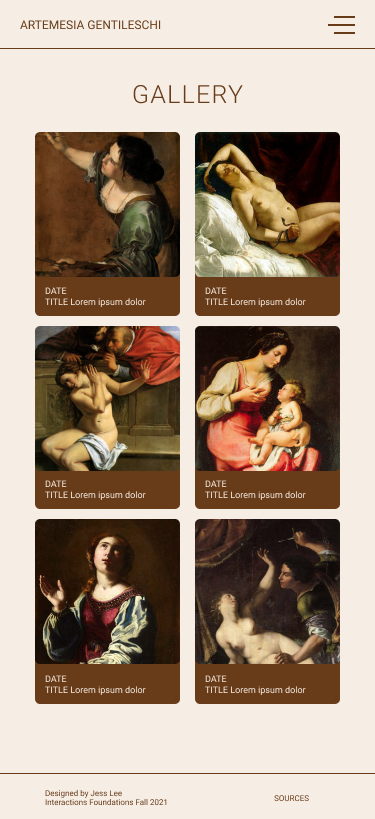 ARTEMESIA GENTILESCHI
GALLERY
DATE
TITLE Lorem ipsum dolor
DATE
TITLE Lorem ipsum dolor
DATE
TITLE Lorem ipsum dolor
DATE
TITLE Lorem ipsum dolor
DATE
TITLE Lorem ipsum dolor
DATE
TITLE Lorem ipsum dolor
Designed by Jess Lee
Interactions Foundations Fall 2021
SOURCES